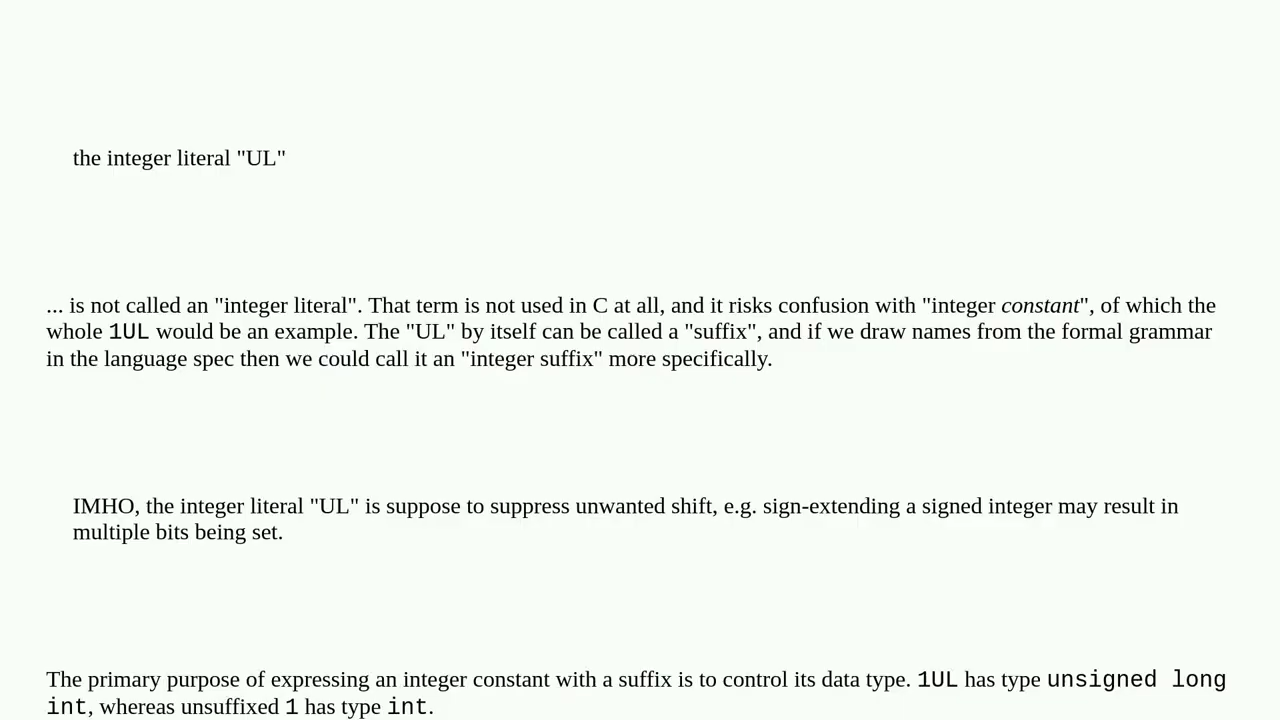 the integer literal "UL"
... is not called an "integer literal". That term is not used in C at all, and it risks confusion with "integer constant", of which the
whole 1UL would be an example. The "UL" by itself can be called a "suffix", and if we draw names from the formal grammar
in the language spec then we could call it an "integer suffix" more specifically.
IMHO, the integer literal "UL" is suppose to suppress unwanted shift, e.g. sign-extending a signed integer may result in
multiple bits being set.
The primary purpose of expressing an integer constant with a suffix is to control its data type. 1UL has type unsigned long
int, whereas unsuffixed 1 has type int.